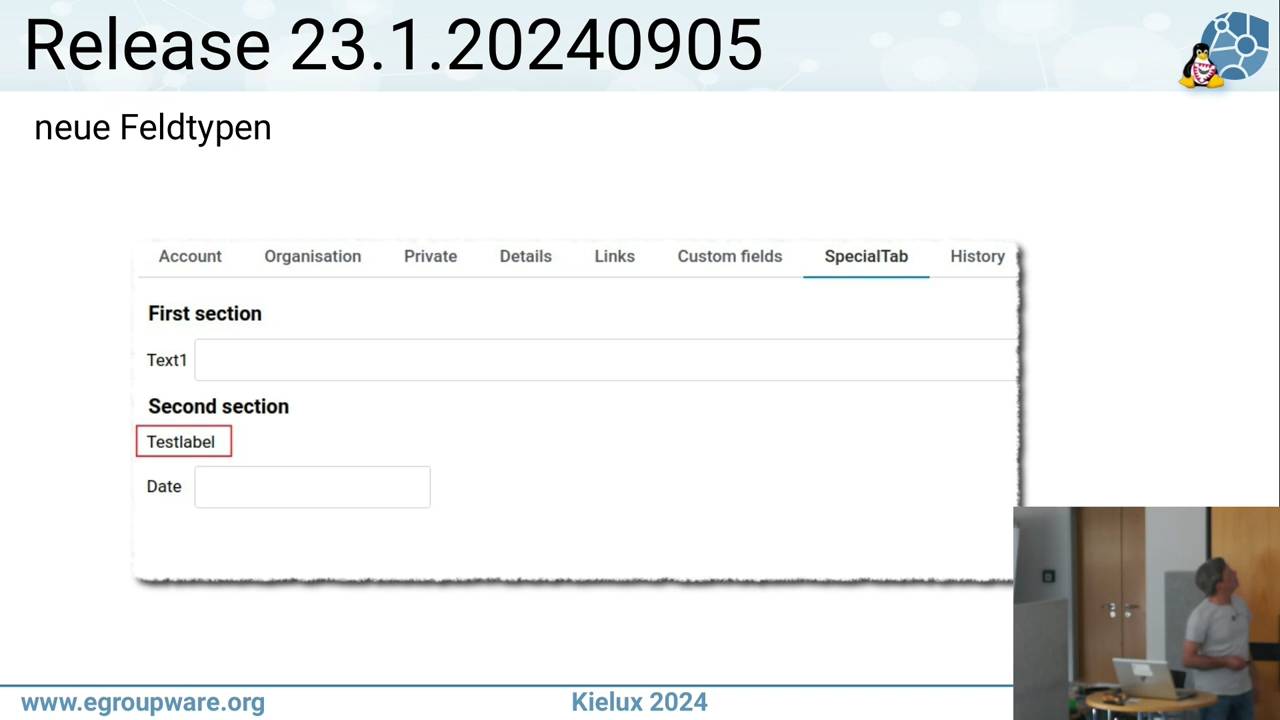 Release 23.1.20240905
neue Feldtypen
Account Organisation Private Details Links Custom fields SpecialTab History
First section
Text1
Second section
Testlabel
Date
www.egroupware.org Kielux 2024